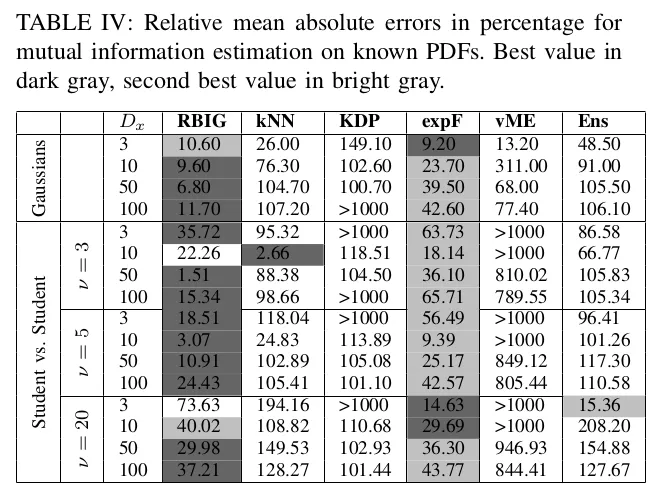 TABLE IV: Relative mean absolute errors in percentage for
mutual information estimation on known PDFs. Best value in
dark gray, second best value in bright gray.
D_x RBIG kNN KDP expF vME Ens
Gaussians
3 10.60 26.00 149.10 9.20 13.20 48.50
10 9.60 76.30 102.60 23.70 311.00 91.00
50 6.80 104.70 100.70 39.50 68.00 105.50
100 11.70 107.20 >1000 42.60 77.40 106.10
Student vs. Student
ν = 3
3 35.72 95.32 >1000 63.73 >1000 86.58
10 22.26 2.66 118.51 18.14 >1000 66.77
50 1.51 88.38 104.50 36.10 810.02 105.83
100 15.34 98.66 >1000 65.71 789.55 105.34
ν = 5
3 18.51 118.04 >1000 56.49 >1000 96.41
10 3.07 24.83 113.89 9.39 >1000 101.26
50 10.91 102.89 105.08 25.17 849.12 117.30
100 24.43 105.41 101.10 42.57 805.44 110.58
ν = 20
3 73.63 194.16 >1000 14.63 >1000 15.36
10 40.02 108.82 110.68 29.69 >1000 208.20
50 29.98 149.53 102.93 36.30 946.93 154.88
100 37.21 128.27 101.44 43.77 844.41 127.67